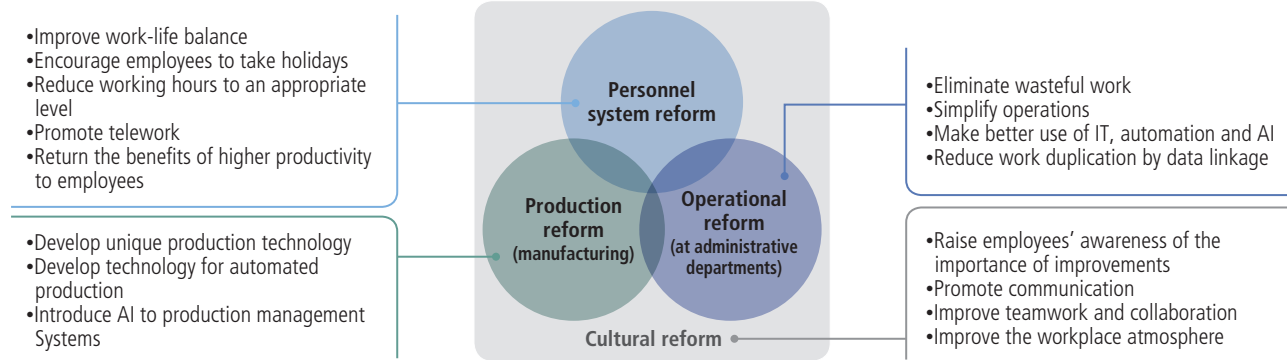 •Improve work-life balance
•Encourage employees to take holidays
•Reduce working hours to an appropriate
level
•Promote telework
•Return the benefits of higher productivity
to employees
•Develop unique production technology
•Develop technology for automated
production
•Introduce AI to production management
Systems
Personnel
system reform
Production
reform
(manufacturing)
Operational
reform
(at administrative
departments)
Cultural reform
•Eliminate wasteful work
•Simplify operations
•Make better use of IT, automation and AI
•Reduce work duplication by data linkage
•Raise employees’ awareness of the
importance of improvements
•Promote communication
•Improve teamwork and collaboration
•Improve the workplace atmosphere